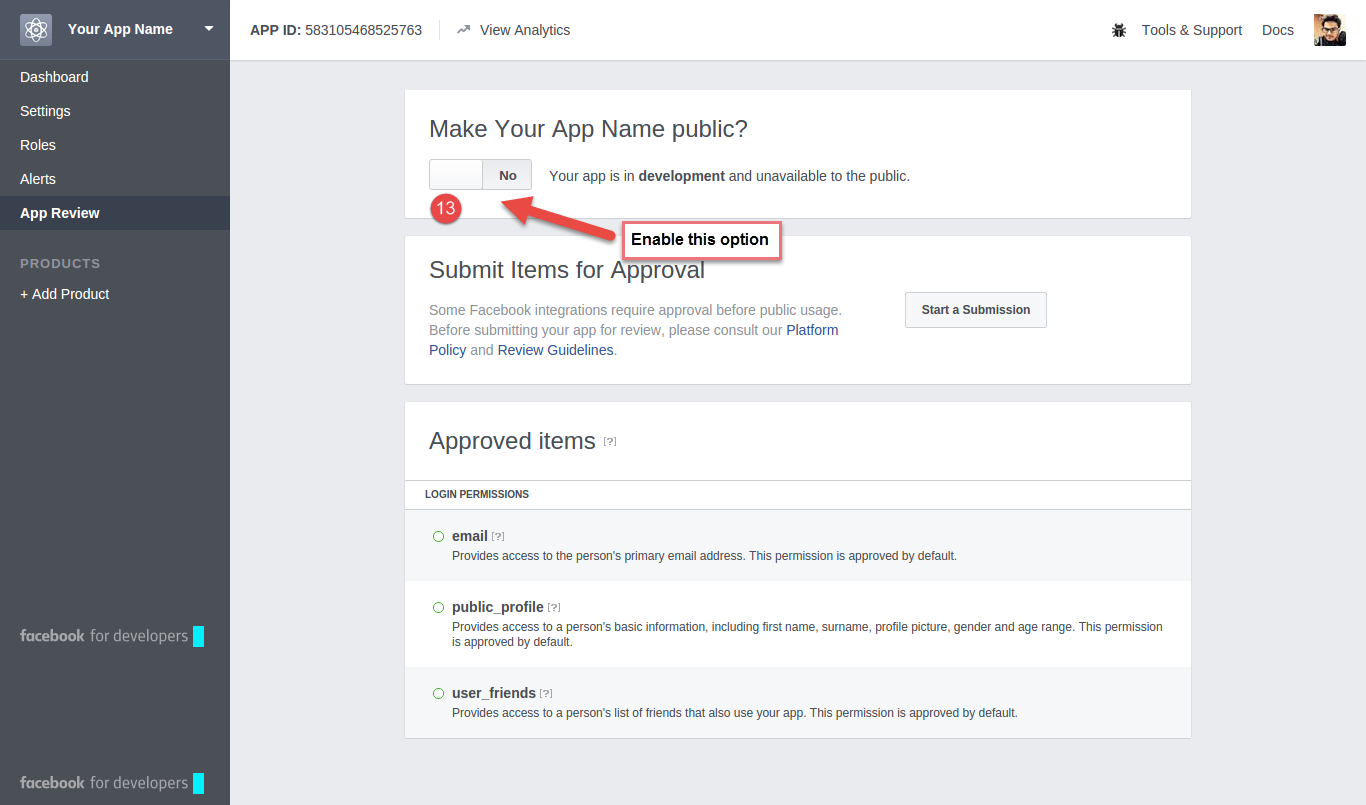 Your App Name
APP ID: 583105468525763
View Analytics
Tools & Support
Docs
Dashboard
Settings
Roles
Alerts
App Review
PRODUCTS
+ Add Product
facebook for developers
facebook for developers
Make Your App Name public?
No
Your app is in development and unavailable to the public.
13
Enable this option
Submit Items for Approval
Some Facebook integrations require approval before public usage.
Before submitting your app for review, please consult our Platform
Policy and Review Guidelines.
Start a Submission
Approved items [?]
LOGIN PERMISSIONS
email [?]
Provides access to the person's primary email address. This permission is approved by default.
public_profile [?]
Provides access to a person's basic information, including first name, surname, profile picture, gender and age range. This permission
is approved by default.
user_friends [?]
Provides access to a person's list of friends that also use your app. This permission is approved by default.